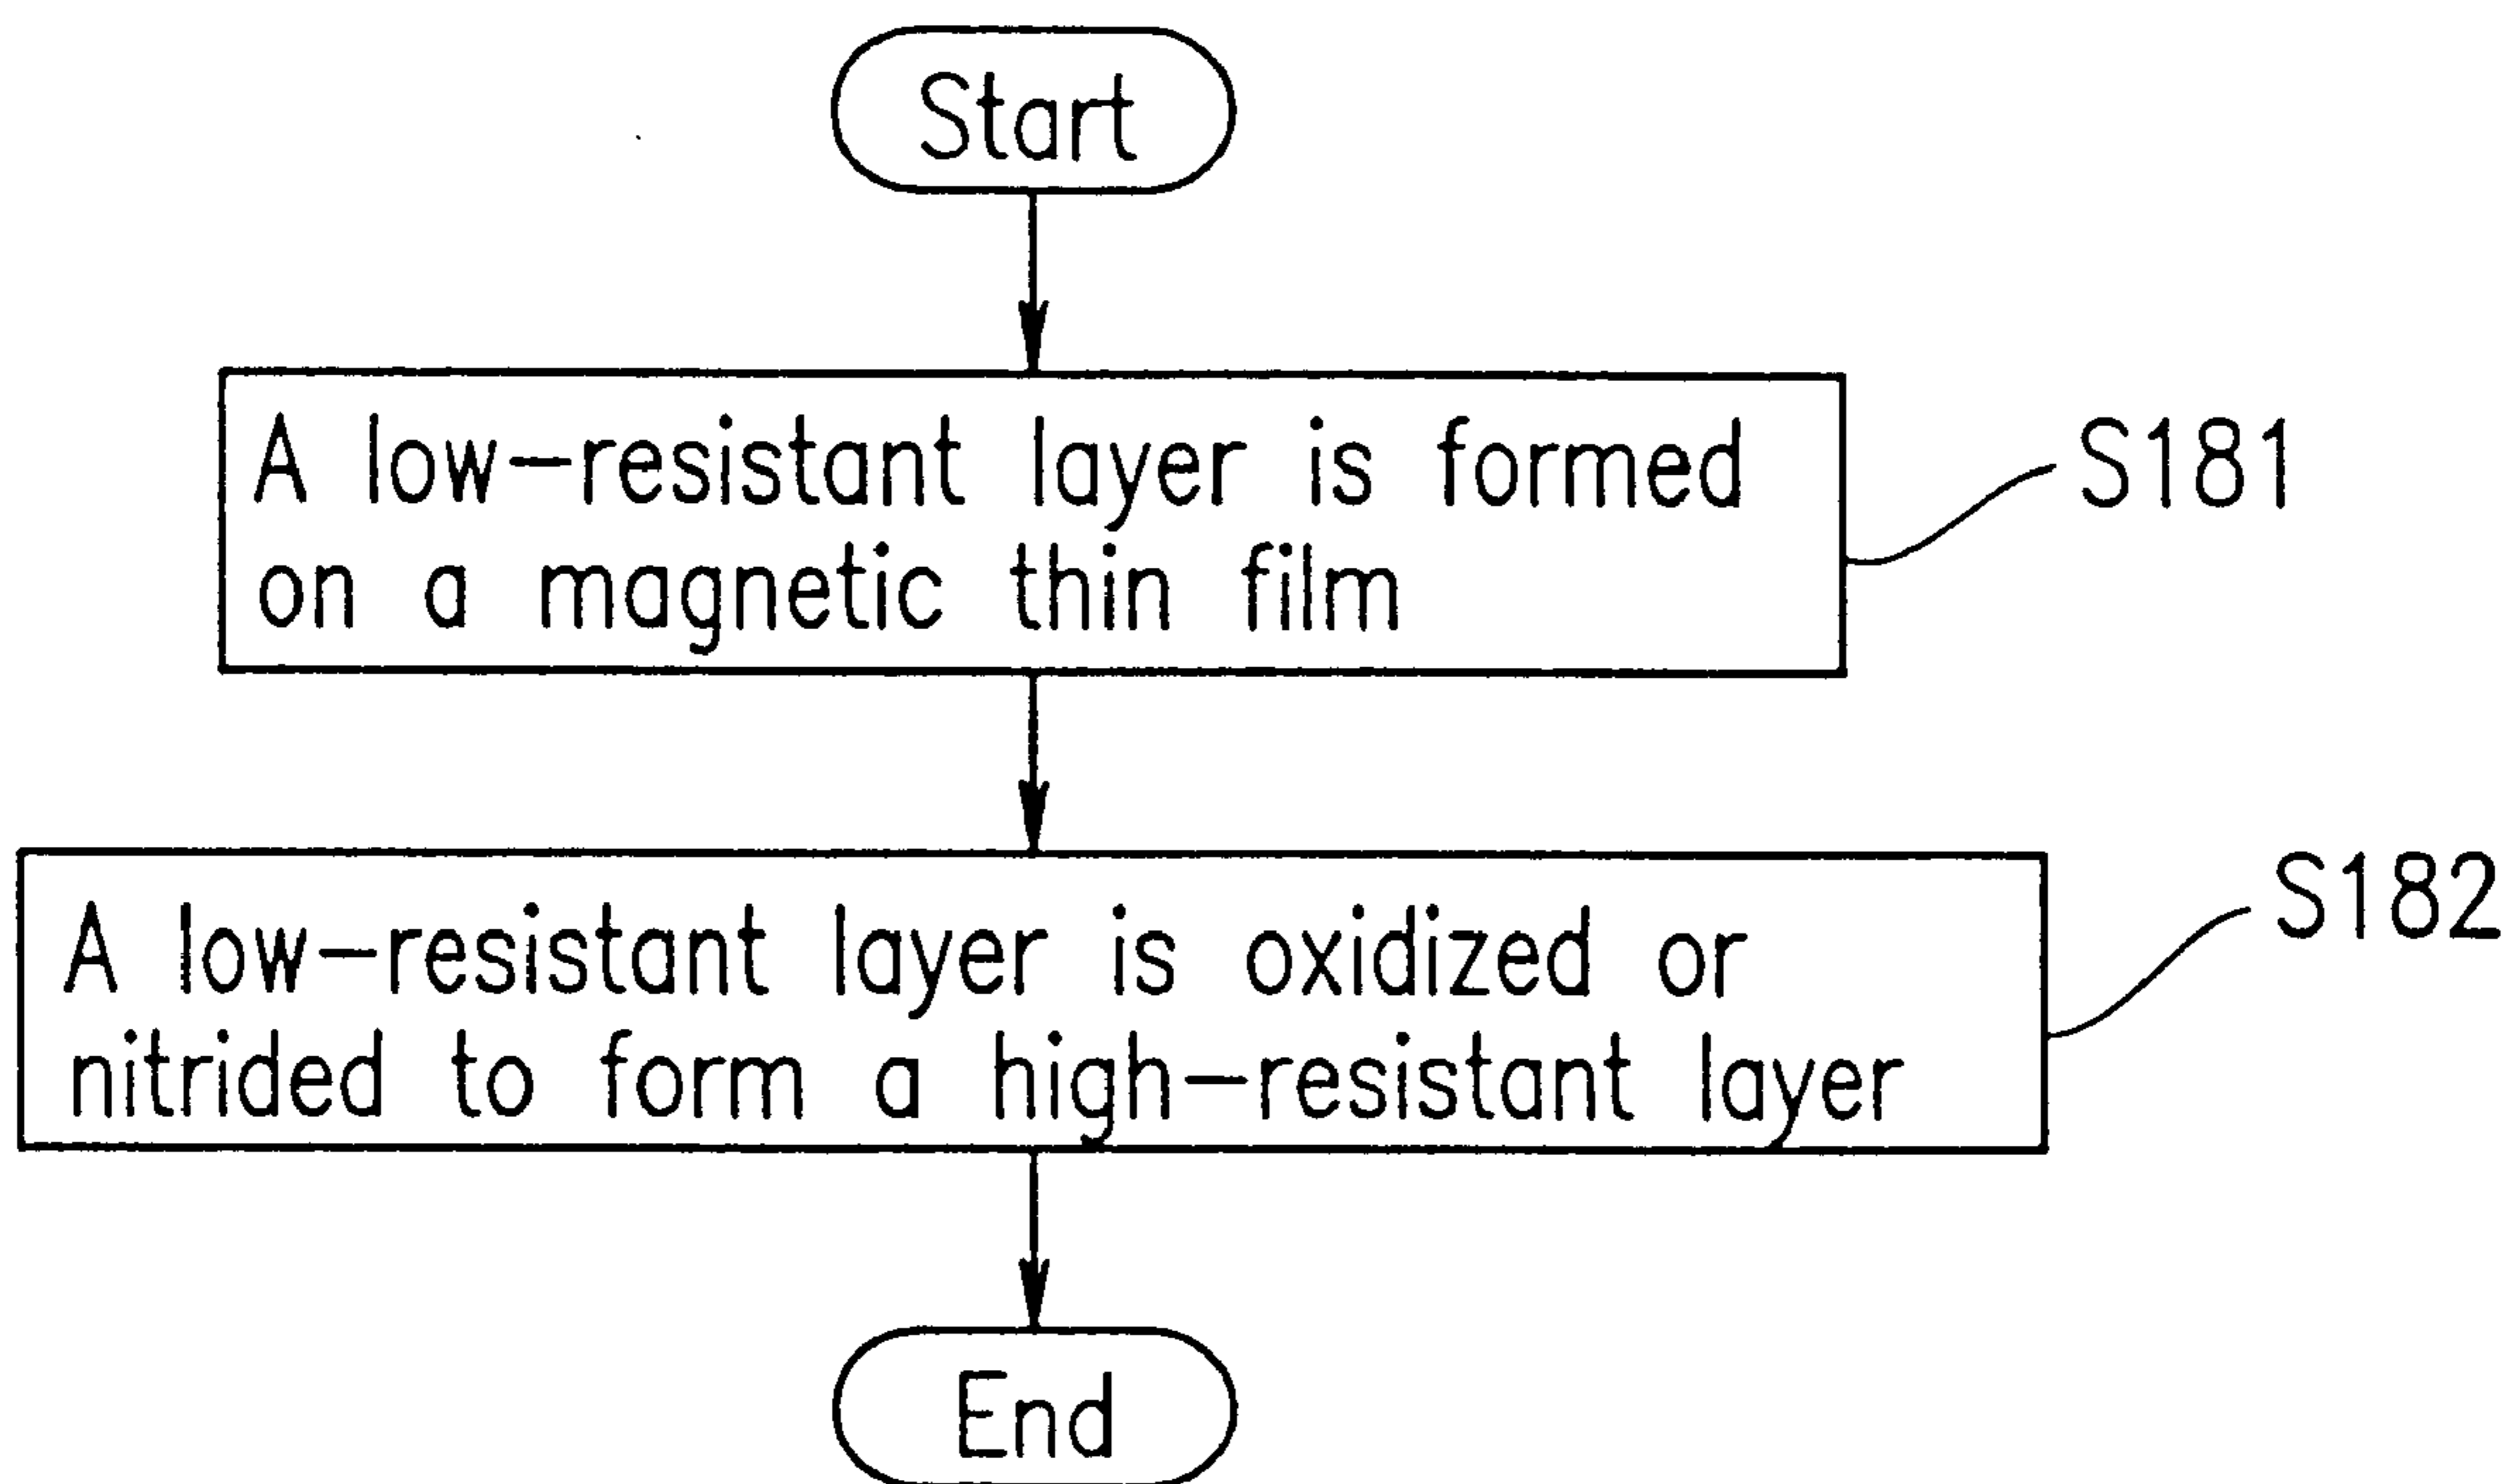 Start
A low-resistant layer is formed
on a magnetic thin film
S181
A low-resistant layer is oxidized or
nitrided to form a high-resistant layer
S182
End